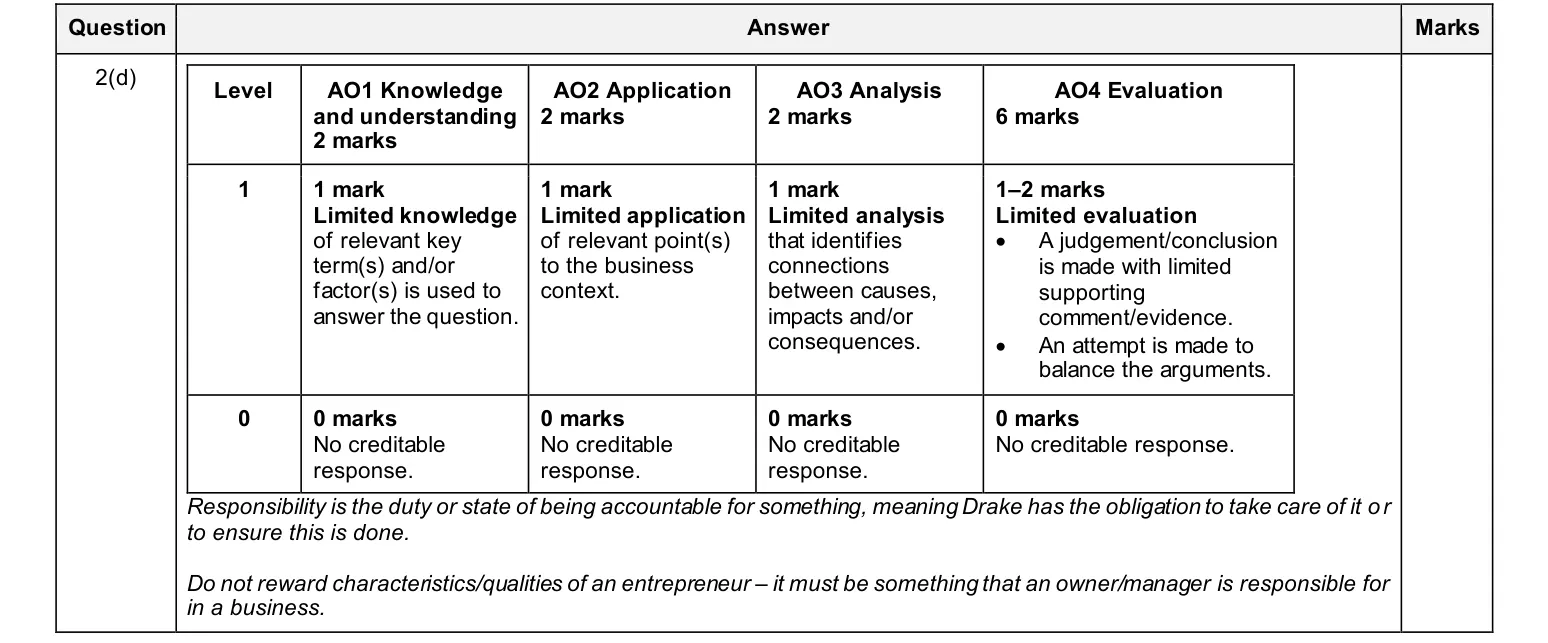 Question Answer Marks
2(d)
Level AO1 Knowledge AO2 Application AO3 Analysis AO4 Evaluation
and understanding 2 marks 2 marks 6 marks
2 marks
1 1 mark 1 mark 1 mark 1–2 marks
Limited knowledge Limited application Limited analysis Limited evaluation
of relevant key of relevant point(s) that identifies • A judgement/conclusion
term(s) and/or to the business connections is made with limited
factor(s) is used to context. between causes, supporting
answer the question. impacts and/or comment/evidence.
consequences. • An attempt is made to
balance the arguments.
0 0 marks 0 marks 0 marks 0 marks
No creditable No creditable No creditable No creditable response.
response. response. response.
Responsibility is the duty or state of being accountable for something, meaning Drake has the obligation to take care of it or
to ensure this is done.
Do not reward characteristics/qualities of an entrepreneur – it must be something that an owner/manager is responsible for
in a business.